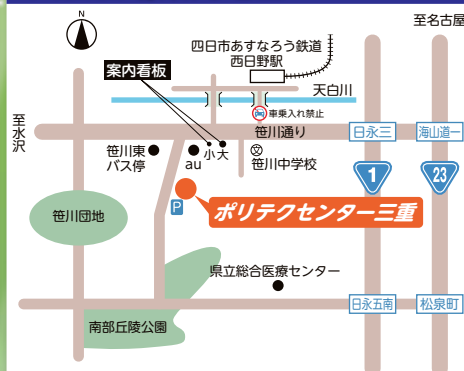 至名古屋
N
四日市あすなろう鉄道
西日野駅
案内看板
天白川
車乗入れ禁止
至水沢
笹川通り
日永三
海山道一
笹川東
バス停
au
小
大
文
笹川中学校
1
23
P
ポリテクセンター三重
笹川団地
県立総合医療センター
日永五南
松泉町
南部丘陵公園